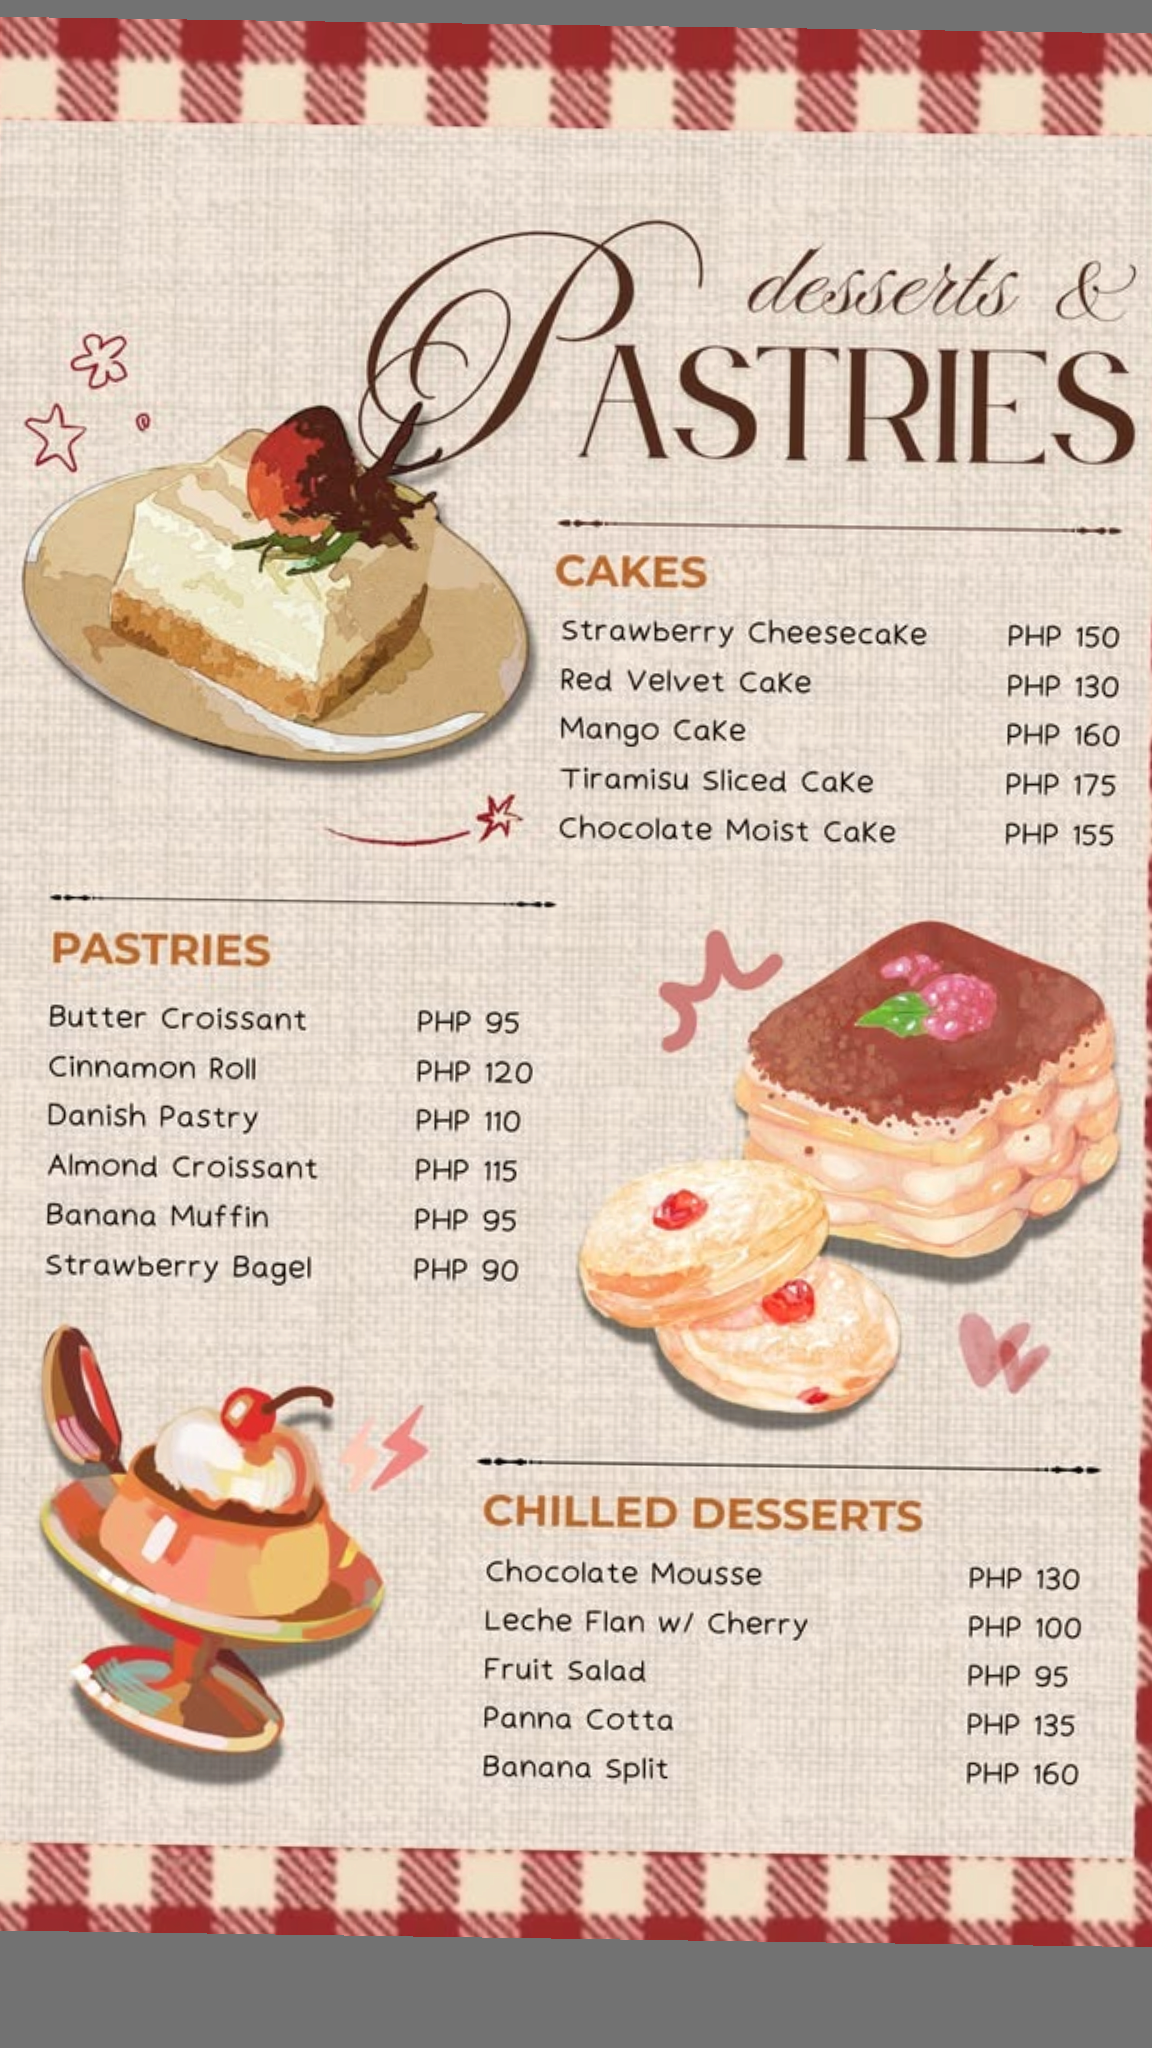 desserts &
PASTRIES
CAKES
Strawberry Cheesecake PHP 150
Red Velvet Cake PHP 130
Mango Cake PHP 160
Tiramisu Sliced Cake PHP 175
Chocolate Moist Cake PHP 155
PASTRIES
Butter Croissant PHP 95
Cinnamon Roll PHP 120
Danish Pastry PHP 110
Almond Croissant PHP 115
Banana Muffin PHP 95
Strawberry Bagel PHP 90
CHILLED DESSERTS
Chocolate Mousse PHP 130
Leche Flan w/ Cherry PHP 100
Fruit Salad PHP 95
Panna Cotta PHP 135
Banana Split PHP 160